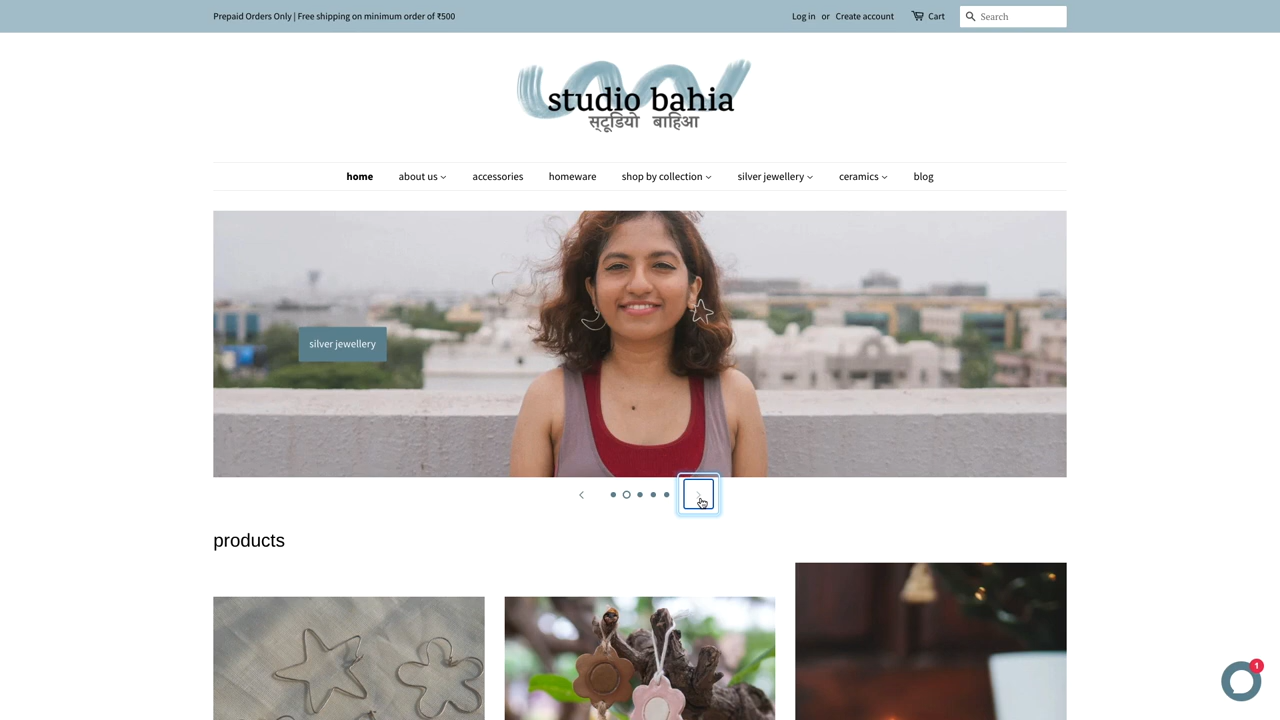 Prepaid Orders Only | Free shipping on minimum order of ₹500
Log in or Create account Cart Search
studio bahia
स्टूडियो बाहिआ
home about us accessories homeware shop by collection silver jewellery ceramics blog
silver jewellery
products
1